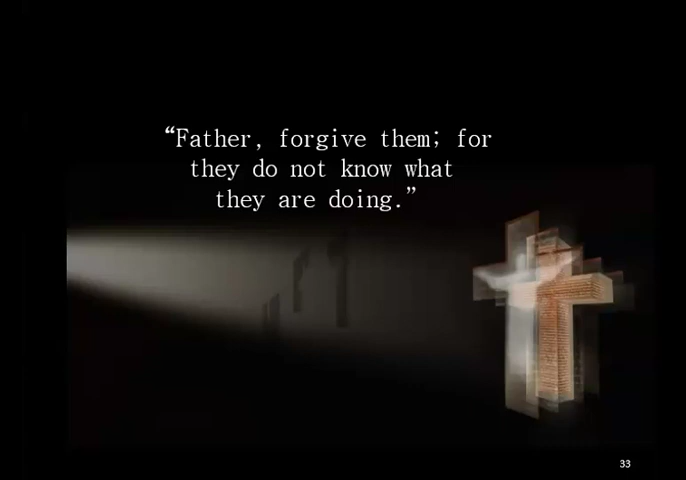 “Father, forgive them; for
they do not know what
they are doing.”
33